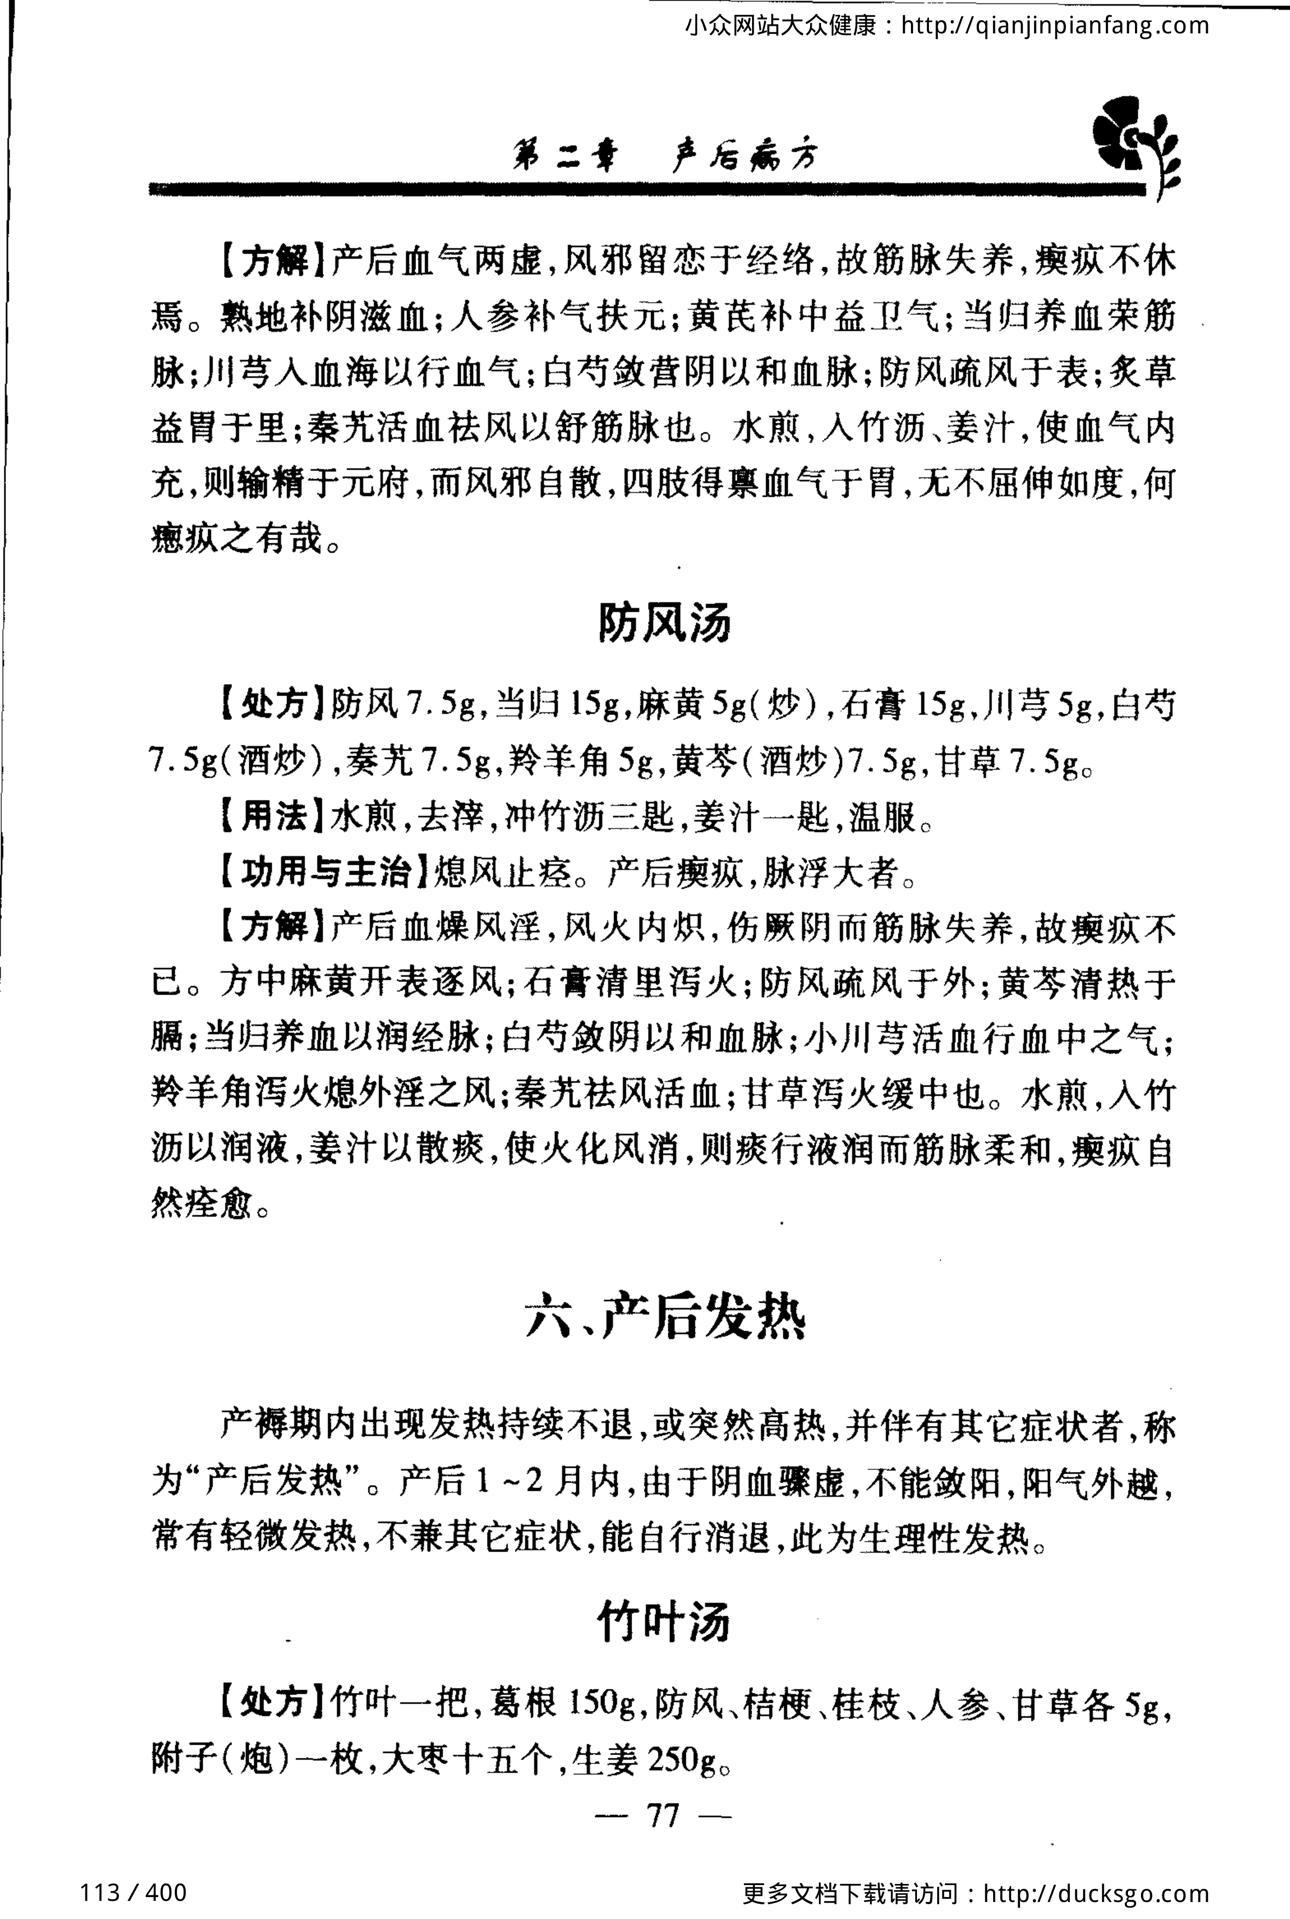 小众网站大众健康：http://qianjinpianfang.com
第二章 产后病方
【方解】产后血气两虚,风邪留恋于经络,故筋脉失养,瘈疭不休
焉。熟地补阴滋血;人参补气扶元;黄芪补中益卫气;当归养血荣筋
脉;川芎入血海以行血气;白芍敛营阴以和血脉;防风疏风于表;炙草
益胃于里;秦艽活血祛风以舒筋脉也。水煎,入竹沥、姜汁,使血气内
充,则输精于元府,而风邪自散,四肢得禀血气于胃,无不屈伸如度,何
瘛疭之有哉。
防风汤
【处方】防风 7.5g,当归 15g,麻黄 5g(炒),石膏 15g,川芎 5g,白芍
7.5g(酒炒),奏艽 7.5g,羚羊角 5g,黄芩(酒炒)7.5g,甘草 7.5g。
【用法】水煎,去滓,冲竹沥三匙,姜汁一匙,温服。
【功用与主治】熄风止痉。产后瘈疭,脉浮大者。
【方解】产后血燥风淫,风火内炽,伤厥阴而筋脉失养,故瘈疭不
已。方中麻黄开表逐风;石膏清里泻火;防风疏风于外;黄芩清热于
膈;当归养血以润经脉;白芍敛阴以和血脉;小川芎活血行血中之气;
羚羊角泻火熄外淫之风;秦艽祛风活血;甘草泻火缓中也。水煎,入竹
沥以润液,姜汁以散痰,使火化风消,则痰行液润而筋脉柔和,瘈疭自
然痊愈。
六、产后发热
产褥期内出现发热持续不退,或突然高热,并伴有其它症状者,称
为“产后发热”。产后 1～2 月内,由于阴血骤虚,不能敛阳,阳气外越,
常有轻微发热,不兼其它症状,能自行消退,此为生理性发热。
竹叶汤
【处方】竹叶一把,葛根 150g,防风、桔梗、桂枝、人参、甘草各 5g,
附子(炮)一枚,大枣十五个,生姜 250g。
— 77 —
113 / 400
更多文档下载请访问：http://ducksgo.com